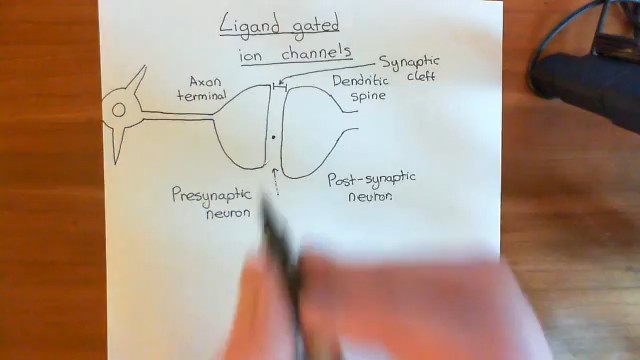 Ligand gated
ion channels
Synaptic
cleft
Axon
terminal
Dendritic
spine
Presynaptic
neuron
Post-synaptic
neuron